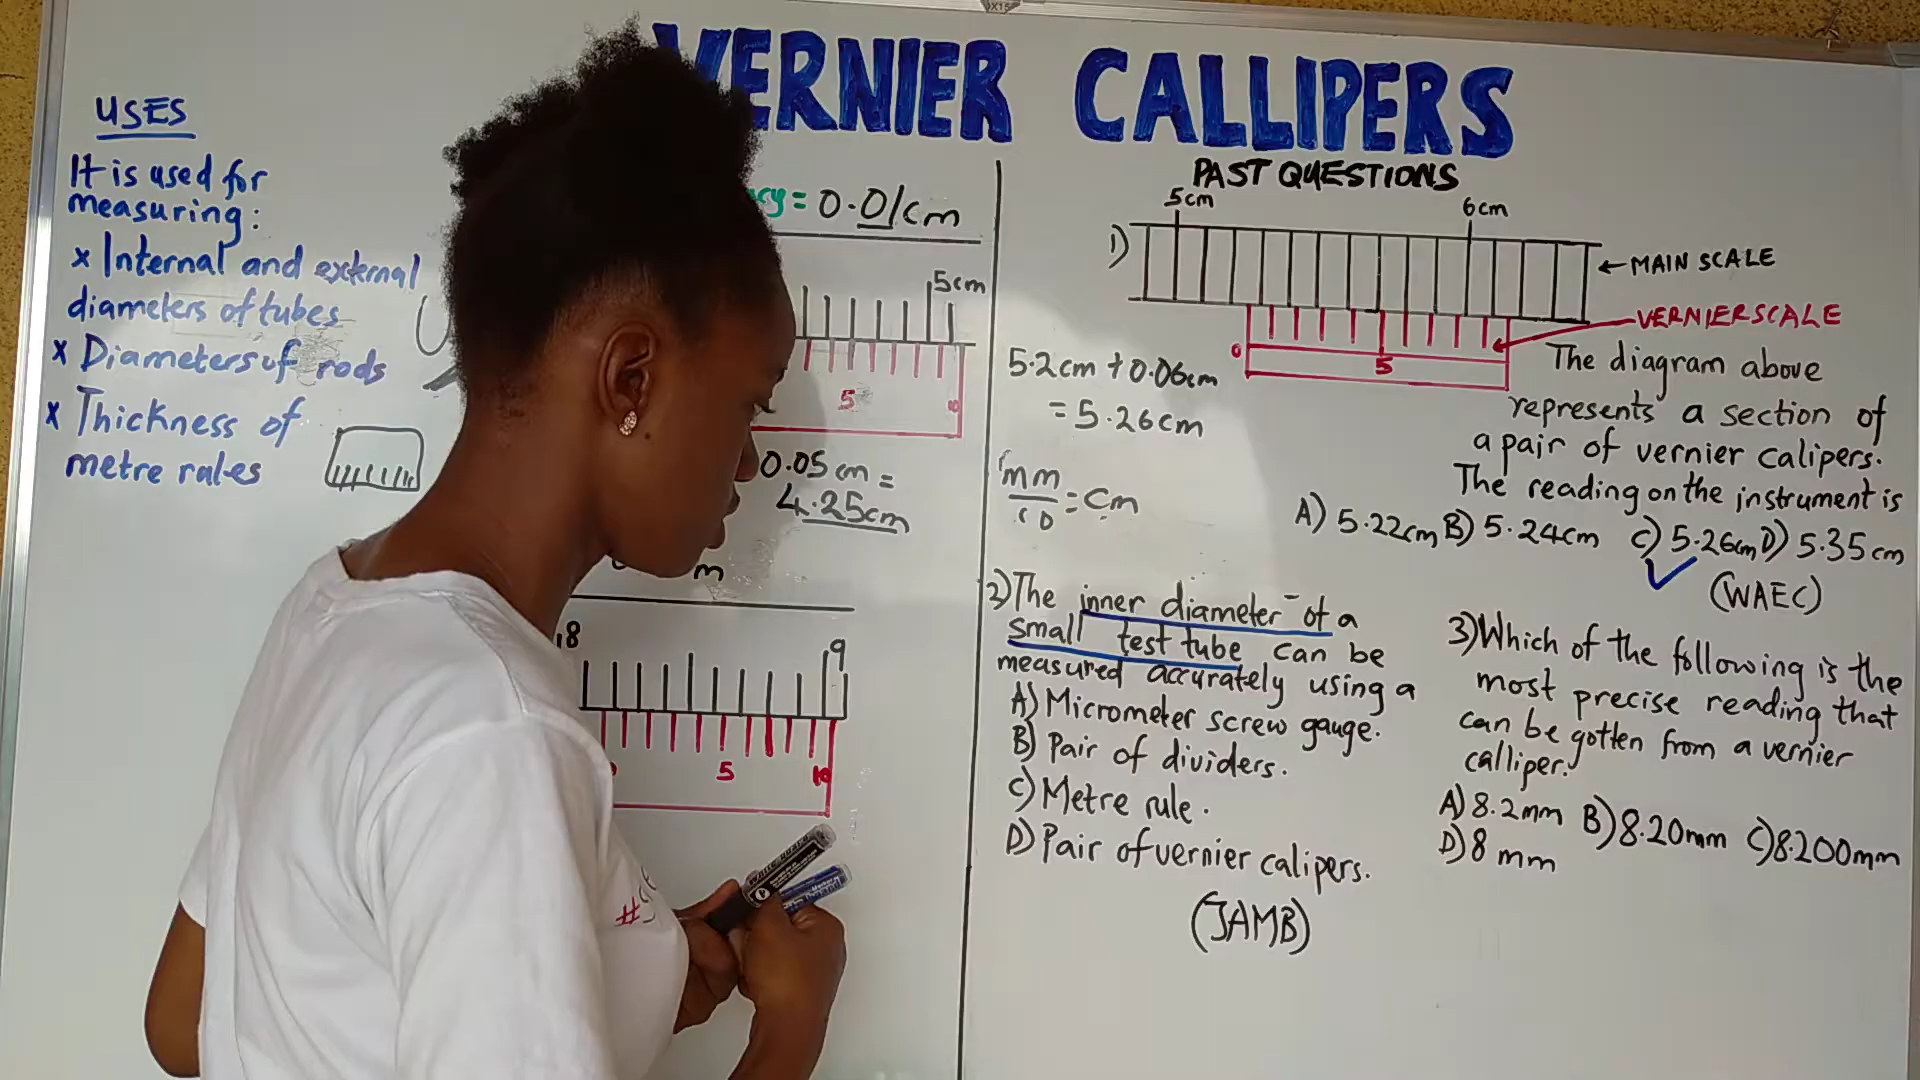 VERNIER CALLIPERS
USES
It is used for
measuring:
x Internal and external
diameters of tubes
x Diameters of rods
x Thickness of
metre rules
= 0.01cm
5cm
5
10
0.05cm =
4.25cm
m
8
9
5
10
PAST QUESTIONS
5cm
6cm
1)
←MAIN SCALE
VERNIER SCALE
0
5
5.2cm + 0.06cm
= 5.26cm
mm
10
= cm
The diagram above
represents a section of
a pair of vernier calipers.
The reading on the instrument is
A) 5.22cm B) 5.24cm C) 5.26cm D) 5.35cm
(WAEC)
2) The inner diameter of a
small test tube can be
measured accurately using a
A) Micrometer screw gauge.
B) Pair of dividers.
C) Metre rule.
D) Pair of vernier calipers.
(JAMB)
3) Which of the following is the
most precise reading that
can be gotten from a vernier
calliper.
A) 8.2mm B) 8.20mm C) 8.200mm
D) 8 mm